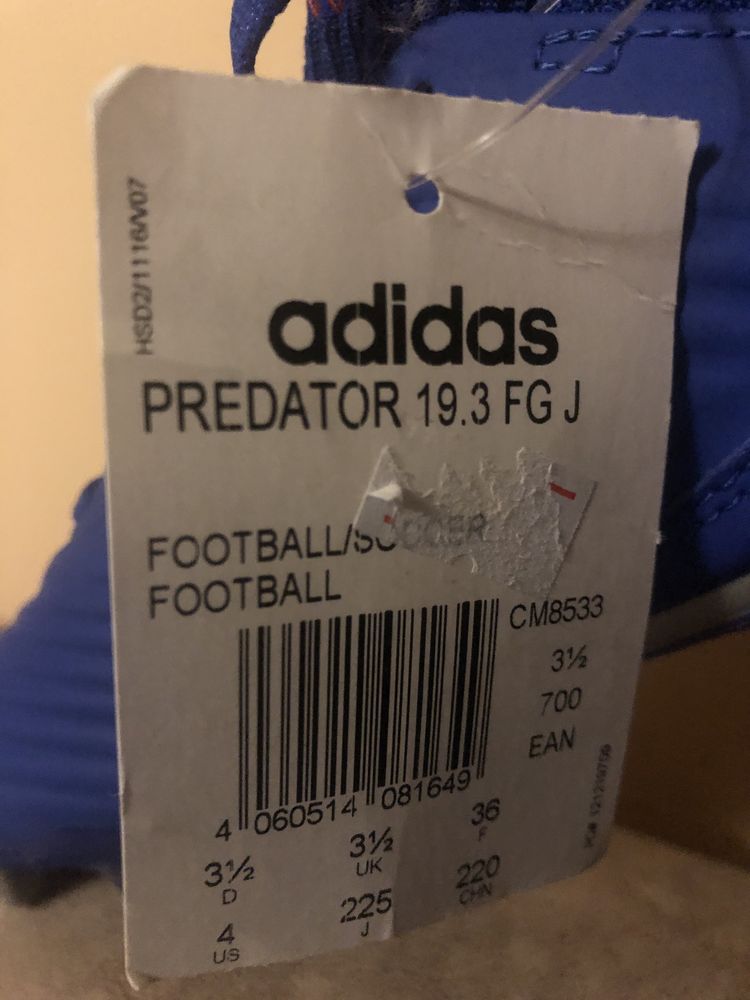 HSD2/1116/V07
adidas
PREDATOR 19.3 FG J
FOOTBALL/SOCCER
FOOTBALL
CM8533
3½
700
EAN
4 060514 081649
3½ 3½ 36
D UK F
4 225 220
US J CHN